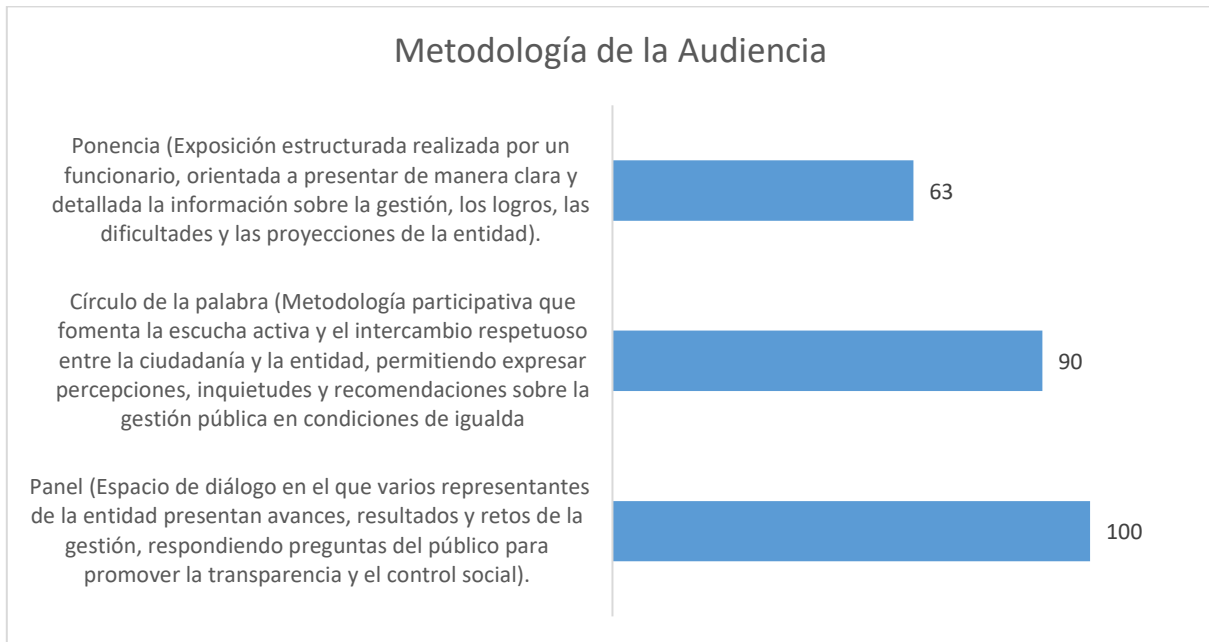 Metodología de la Audiencia
Ponencia (Exposición estructurada realizada por un
funcionario, orientada a presentar de manera clara y
detallada la información sobre la gestión, los logros, las
dificultades y las proyecciones de la entidad).
63
Círculo de la palabra (Metodología participativa que
fomenta la escucha activa y el intercambio respetuoso
entre la ciudadanía y la entidad, permitiendo expresar
percepciones, inquietudes y recomendaciones sobre la
gestión pública en condiciones de igualda
90
Panel (Espacio de diálogo en el que varios representantes
de la entidad presentan avances, resultados y retos de la
gestión, respondiendo preguntas del público para
promover la transparencia y el control social).
100